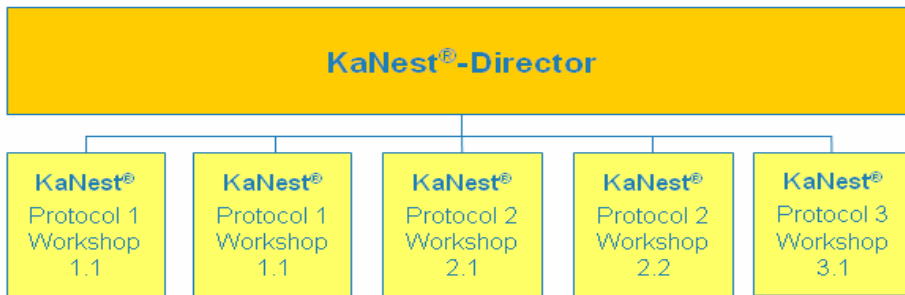 KaNest®-Director
KaNest®
Protocol 1
Workshop
1.1
KaNest®
Protocol 1
Workshop
1.1
KaNest®
Protocol 2
Workshop
2.1
KaNest®
Protocol 2
Workshop
2.2
KaNest®
Protocol 3
Workshop
3.1